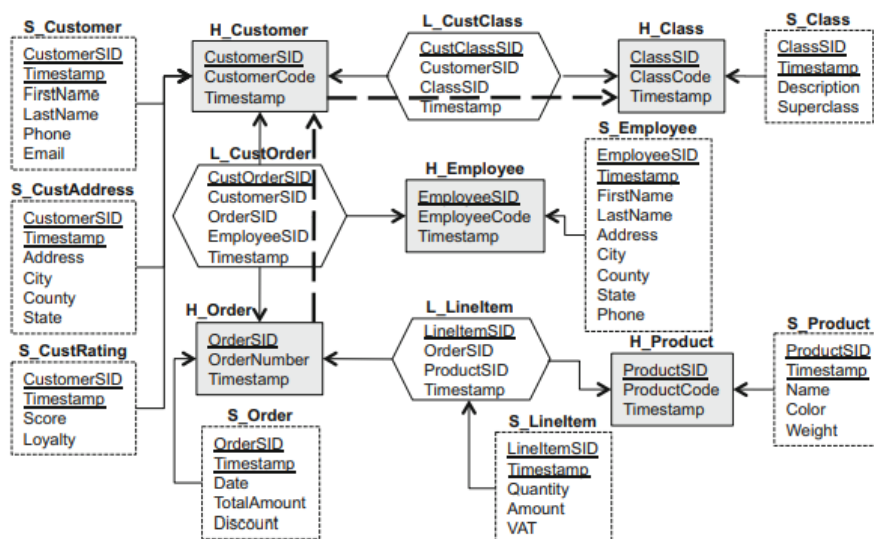 S_Customer
CustomerSID
Timestamp
FirstName
LastName
Phone
Email
H_Customer
CustomerSID
CustomerCode
Timestamp
L_CustClass
CustClassSID
CustomerSID
ClassSID
Timestamp
H_Class
ClassSID
ClassCode
Timestamp
S_Class
ClassSID
Timestamp
Description
Superclass
S_CustAddress
CustomerSID
Timestamp
Address
City
County
State
L_CustOrder
CustOrderSID
CustomerSID
OrderSID
EmployeeSID
Timestamp
H_Employee
EmployeeSID
EmployeeCode
Timestamp
S_Employee
EmployeeSID
Timestamp
FirstName
LastName
Address
City
County
State
Phone
S_CustRating
CustomerSID
Timestamp
Score
Loyalty
H_Order
OrderSID
OrderNumber
Timestamp
L_LineItem
LineItemSID
OrderSID
ProductSID
Timestamp
H_Product
ProductSID
ProductCode
Timestamp
S_Product
ProductSID
Timestamp
Name
Color
Weight
S_Order
OrderSID
Timestamp
Date
TotalAmount
Discount
S_LineItem
LineItemSID
Timestamp
Quantity
Amount
VAT